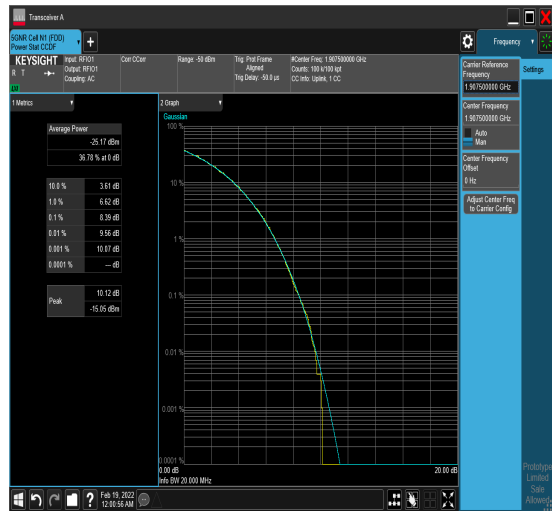 Transceiver A
5GNR Cell N1 (FDD)
Power Stat CCDF
Frequency
KEYSIGHT
R T
Input: RFIO1
Output: RFIO1
Coupling: AC
Corr CCorr
Range: -50 dBm
Trig: Prot Frame
Aligned
Trig Delay: -50.0 µs
#Center Freq: 1.907500000 GHz
Counts: 100 k/100 kpt
CC Info: Uplink, 1 CC
1 Metrics
Average Power
-25.17 dBm
36.78 % at 0 dB
10.0 % 3.61 dB
1.0 % 6.62 dB
0.1 % 8.39 dB
0.01 % 9.56 dB
0.001 % 10.07 dB
0.0001 % --- dB
Peak
10.12 dB
-15.05 dBm
2 Graph
Gaussian
100 %
10 %
1 %
0.1 %
0.01 %
0.001 %
0.0001 %
0.00 dB
20.00 dB
Info BW 20.000 MHz
Carrier Reference
Frequency
1.907500000 GHz
Center Frequency
1.907500000 GHz
Auto
Man
Center Frequency
Offset
0 Hz
Adjust Center Freq
to Carrier Config
Settings
Prototype
Limited
Sale
Allowed
?
Feb 19, 2022
12:00:56 AM